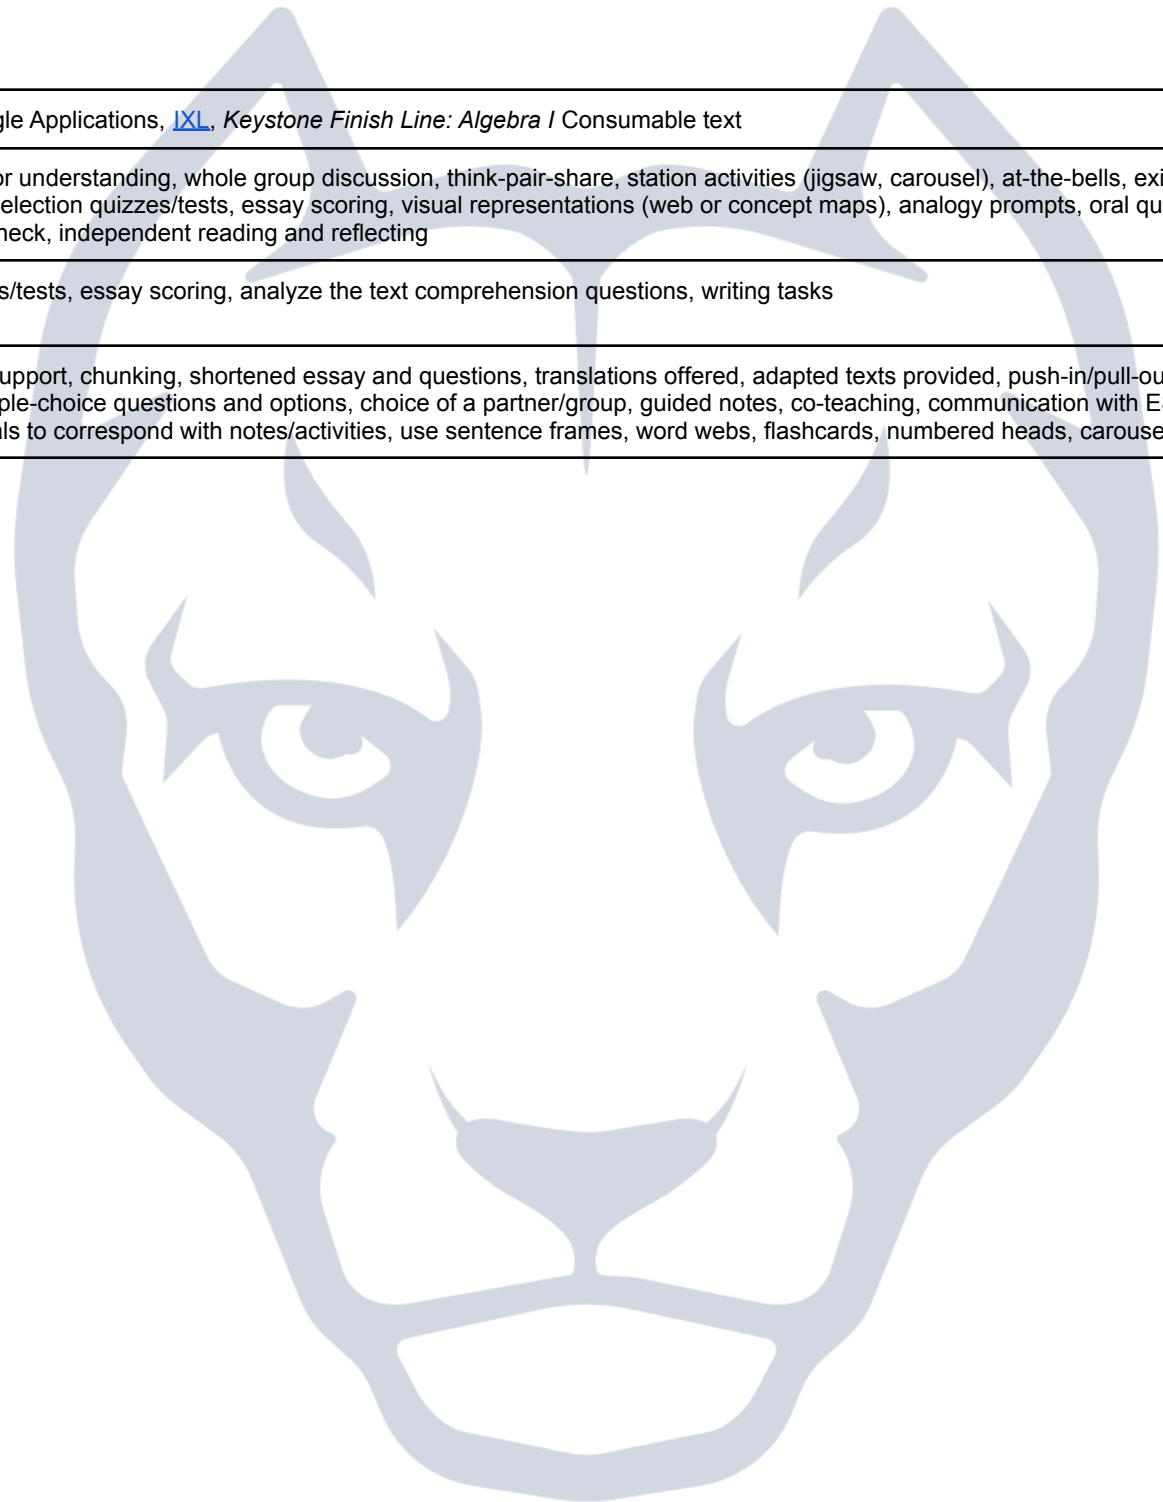 gle Applications, IXL, Keystone Finish Line: Algebra I Consumable text
or understanding, whole group discussion, think-pair-share, station activities (jigsaw, carousel), at-the-bells, exi
election quizzes/tests, essay scoring, visual representations (web or concept maps), analogy prompts, oral qu
heck, independent reading and reflecting
s/tests, essay scoring, analyze the text comprehension questions, writing tasks
upport, chunking, shortened essay and questions, translations offered, adapted texts provided, push-in/pull-ou
ple-choice questions and options, choice of a partner/group, guided notes, co-teaching, communication with E
als to correspond with notes/activities, use sentence frames, word webs, flashcards, numbered heads, carouse